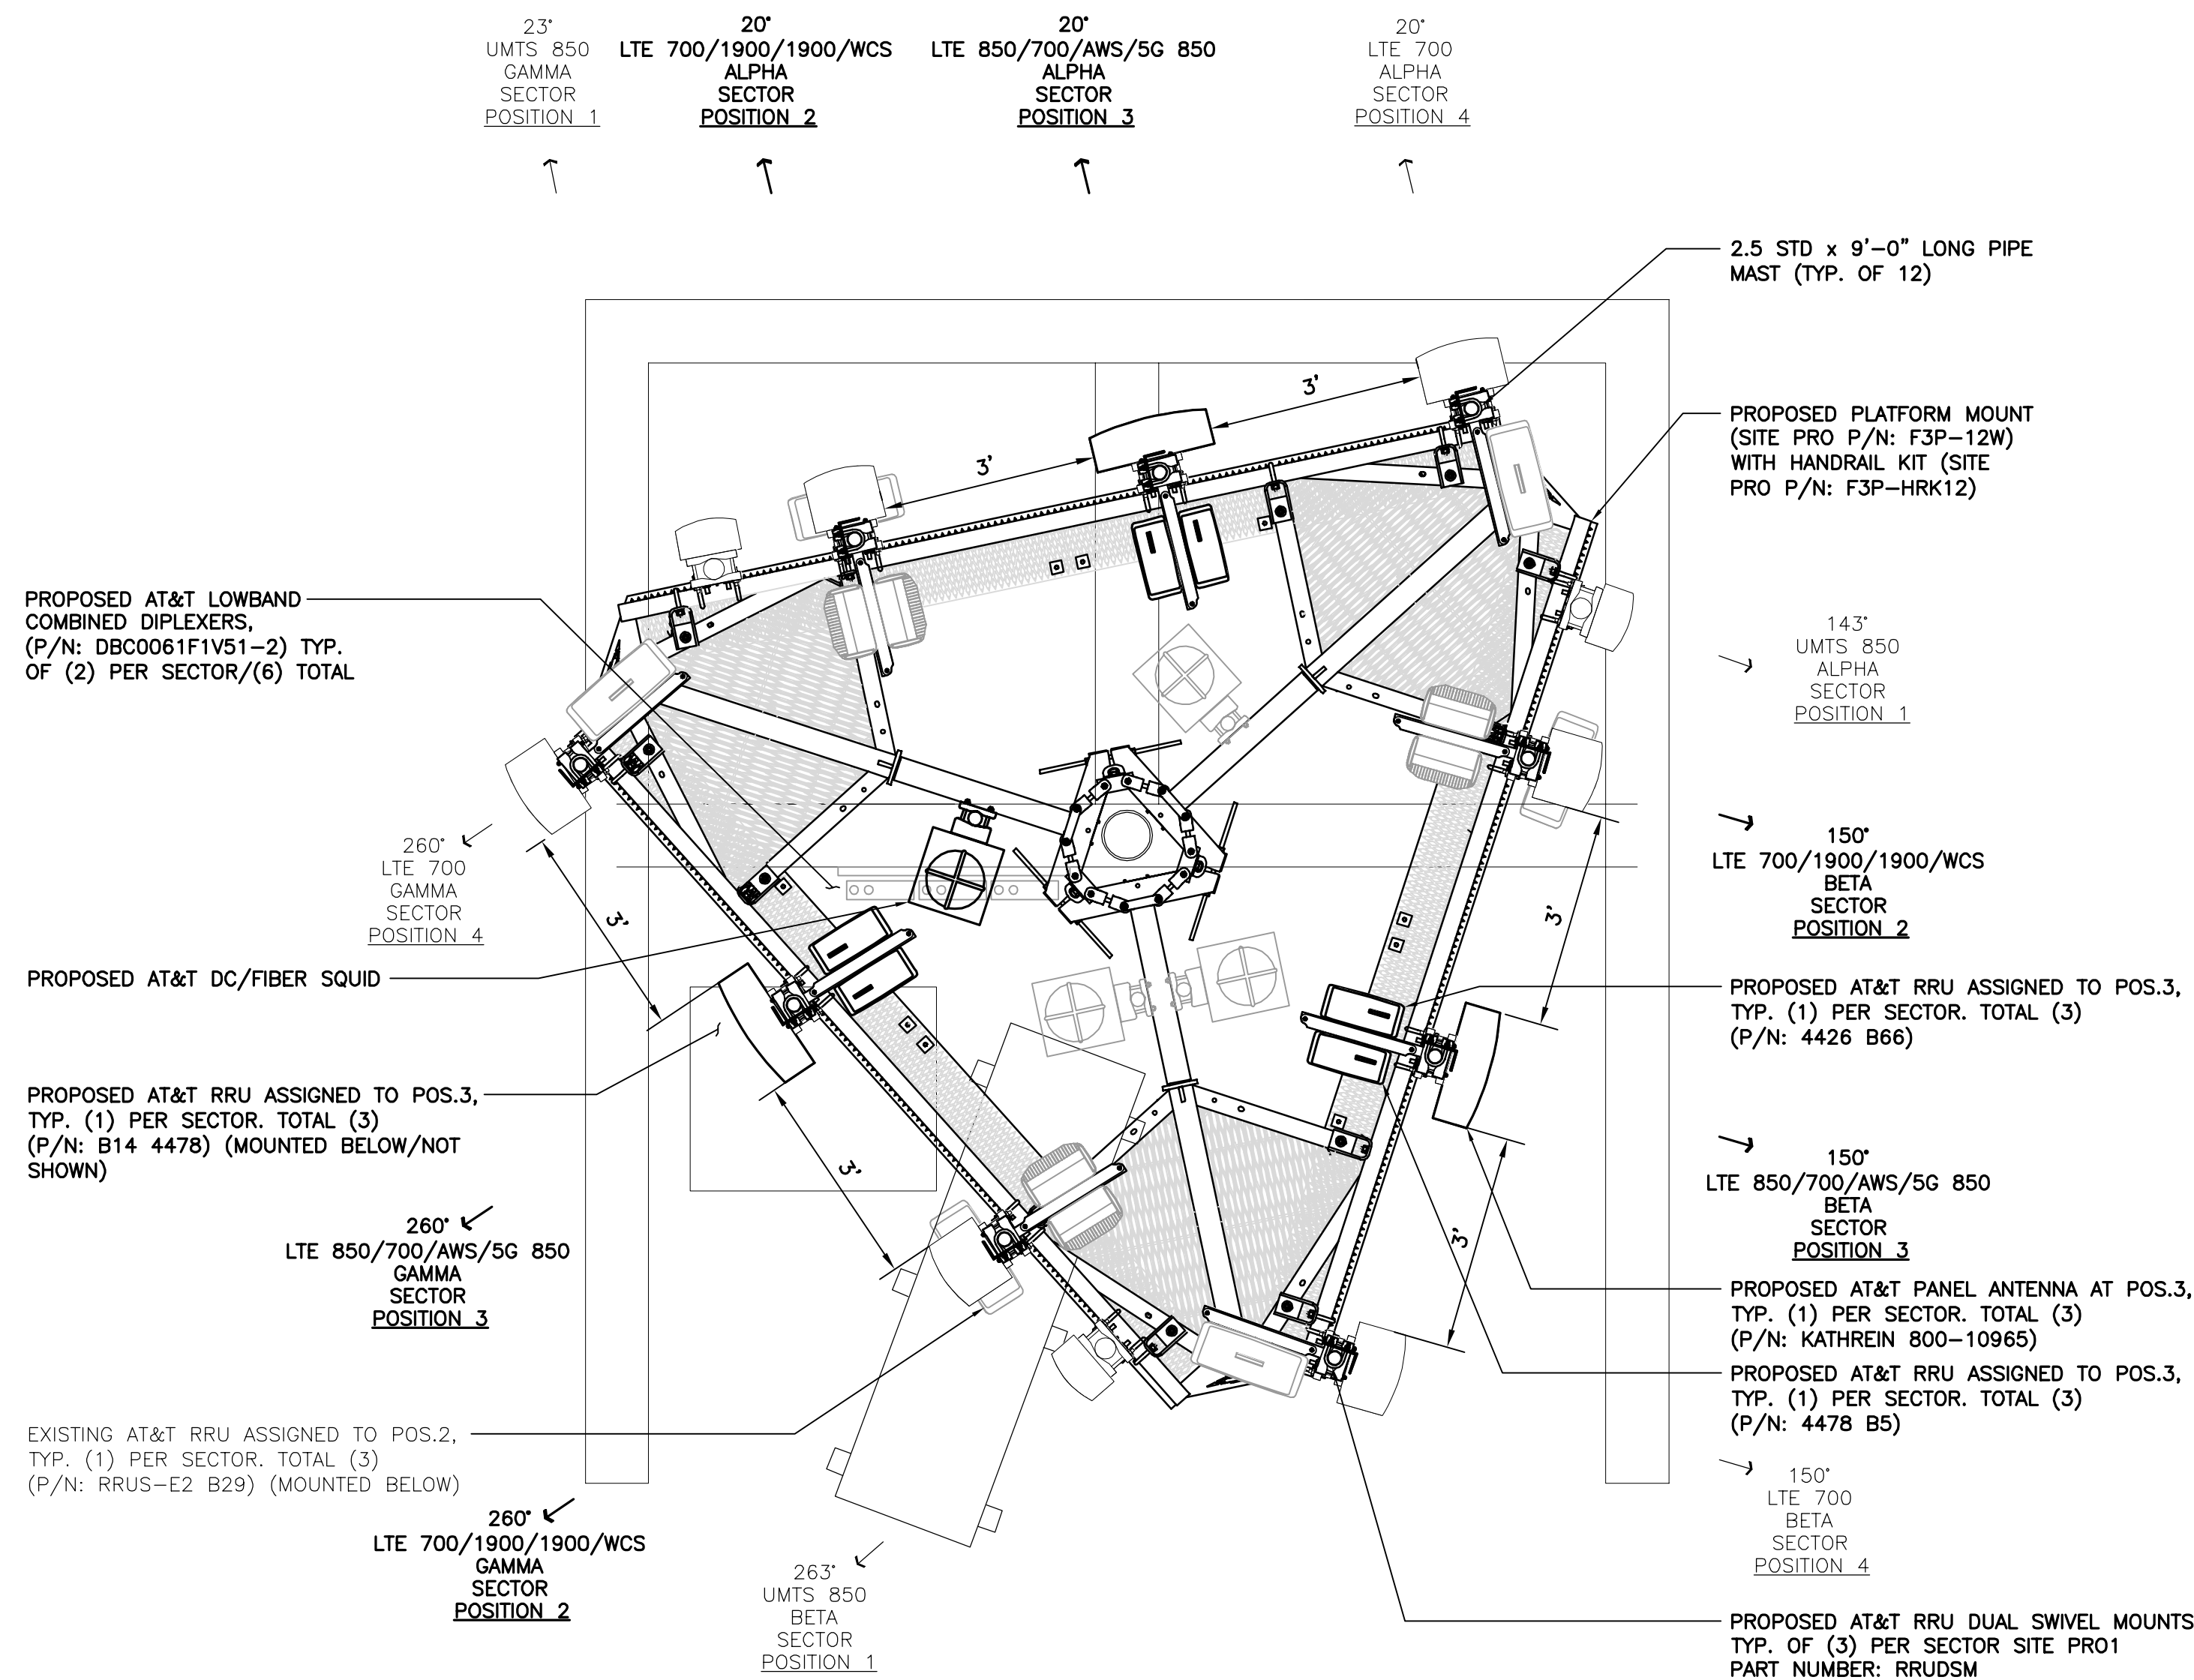 23°
UMTS 850
GAMMA
SECTOR
POSITION 1
20°
LTE 700/1900/1900/WCS
ALPHA
SECTOR
POSITION 2
20°
LTE 850/700/AWS/5G 850
ALPHA
SECTOR
POSITION 3
20°
LTE 700
ALPHA
SECTOR
POSITION 4
2.5 STD x 9'-0" LONG PIPE
MAST (TYP. OF 12)
3'
3'
PROPOSED PLATFORM MOUNT
(SITE PRO P/N: F3P-12W)
WITH HANDRAIL KIT (SITE
PRO P/N: F3P-HRK12)
PROPOSED AT&T LOWBAND
COMBINED DIPLEXERS,
(P/N: DBC0061F1V51-2) TYP.
OF (2) PER SECTOR/(6) TOTAL
143°
UMTS 850
ALPHA
SECTOR
POSITION 1
260°
LTE 700
GAMMA
SECTOR
POSITION 4
3'
150°
LTE 700/1900/1900/WCS
BETA
SECTOR
POSITION 2
3'
PROPOSED AT&T DC/FIBER SQUID
PROPOSED AT&T RRU ASSIGNED TO POS.3,
TYP. (1) PER SECTOR. TOTAL (3)
(P/N: 4426 B66)
PROPOSED AT&T RRU ASSIGNED TO POS.3,
TYP. (1) PER SECTOR. TOTAL (3)
(P/N: B14 4478) (MOUNTED BELOW/NOT
SHOWN)
3'
150°
LTE 850/700/AWS/5G 850
BETA
SECTOR
POSITION 3
3'
260°
LTE 850/700/AWS/5G 850
GAMMA
SECTOR
POSITION 3
PROPOSED AT&T PANEL ANTENNA AT POS.3,
TYP. (1) PER SECTOR. TOTAL (3)
(P/N: KATHREIN 800-10965)
PROPOSED AT&T RRU ASSIGNED TO POS.3,
TYP. (1) PER SECTOR. TOTAL (3)
(P/N: 4478 B5)
EXISTING AT&T RRU ASSIGNED TO POS.2,
TYP. (1) PER SECTOR. TOTAL (3)
(P/N: RRUS-E2 B29) (MOUNTED BELOW)
150°
LTE 700
BETA
SECTOR
POSITION 4
260°
LTE 700/1900/1900/WCS
GAMMA
SECTOR
POSITION 2
263°
UMTS 850
BETA
SECTOR
POSITION 1
PROPOSED AT&T RRU DUAL SWIVEL MOUNTS
TYP. OF (3) PER SECTOR SITE PRO1
PART NUMBER: RRUDSM